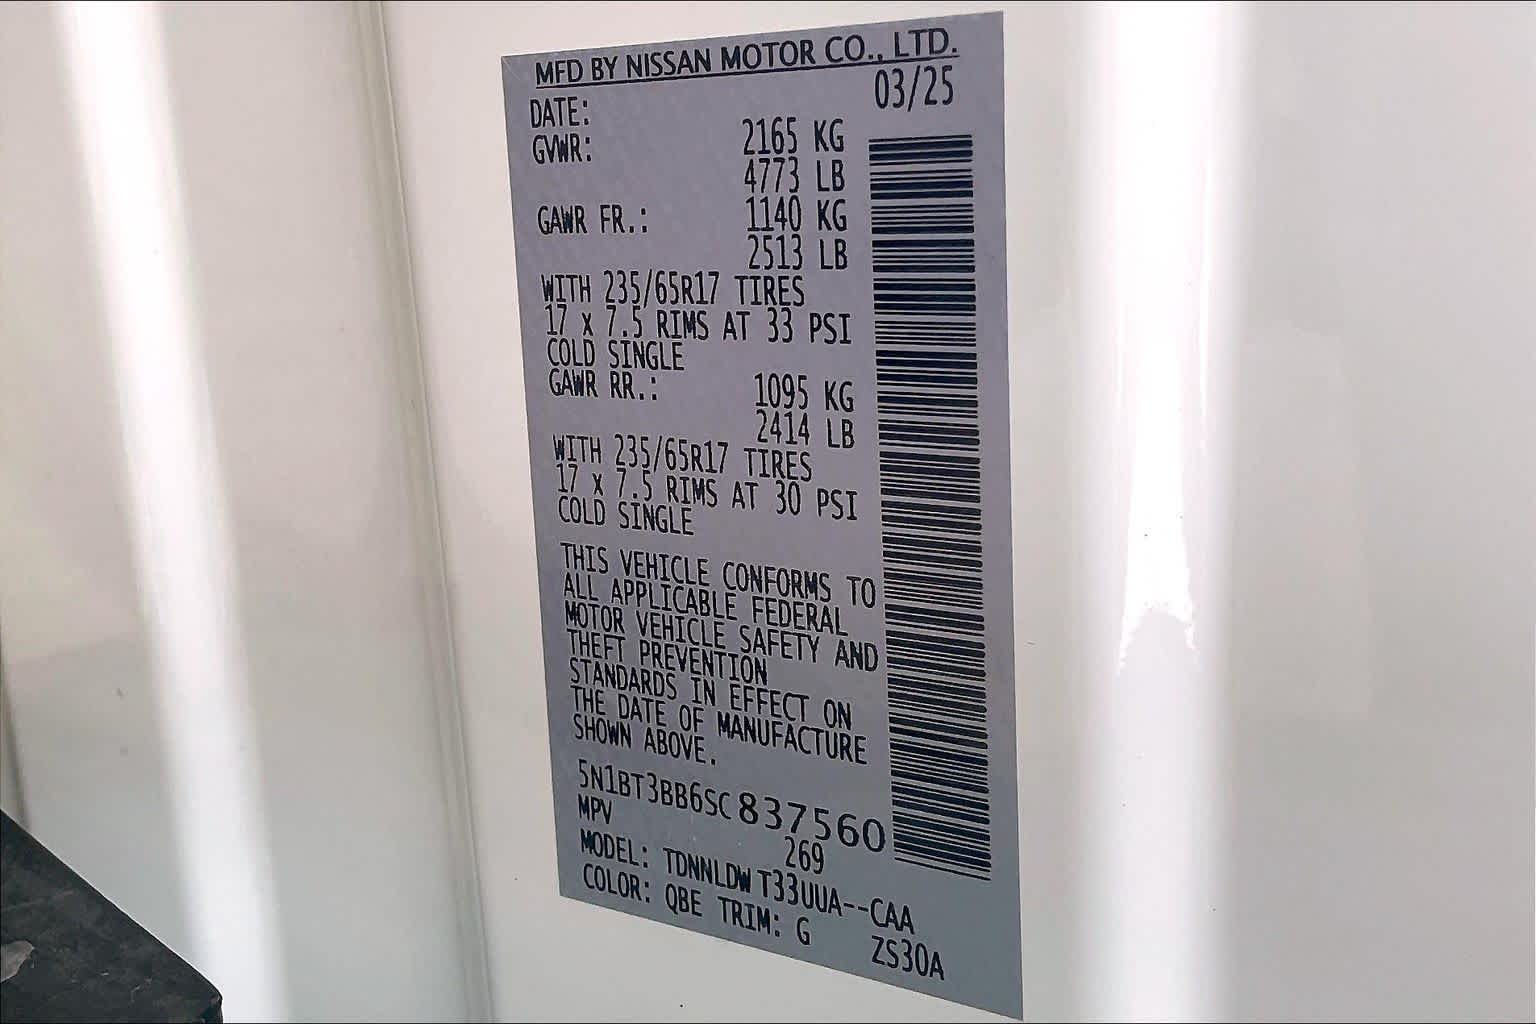 MFD BY NISSAN MOTOR CO., LTD.
DATE: 03/25
GVWR: 2165 KG
4773 LB
GAWR FR.: 1140 KG
2513 LB
WITH 235/65R17 TIRES
17 x 7.5 RIMS AT 33 PSI
COLD SINGLE
GAWR RR.: 1095 KG
2414 LB
WITH 235/65R17 TIRES
17 x 7.5 RIMS AT 30 PSI
COLD SINGLE
THIS VEHICLE CONFORMS TO
ALL APPLICABLE FEDERAL
MOTOR VEHICLE SAFETY AND
THEFT PREVENTION
STANDARDS IN EFFECT ON
THE DATE OF MANUFACTURE
SHOWN ABOVE.
5N1BT3BB6SC837560
MPV 269
MODEL: TDNNLDWT33UUA--CAA
COLOR: QBE TRIM: G ZS30A